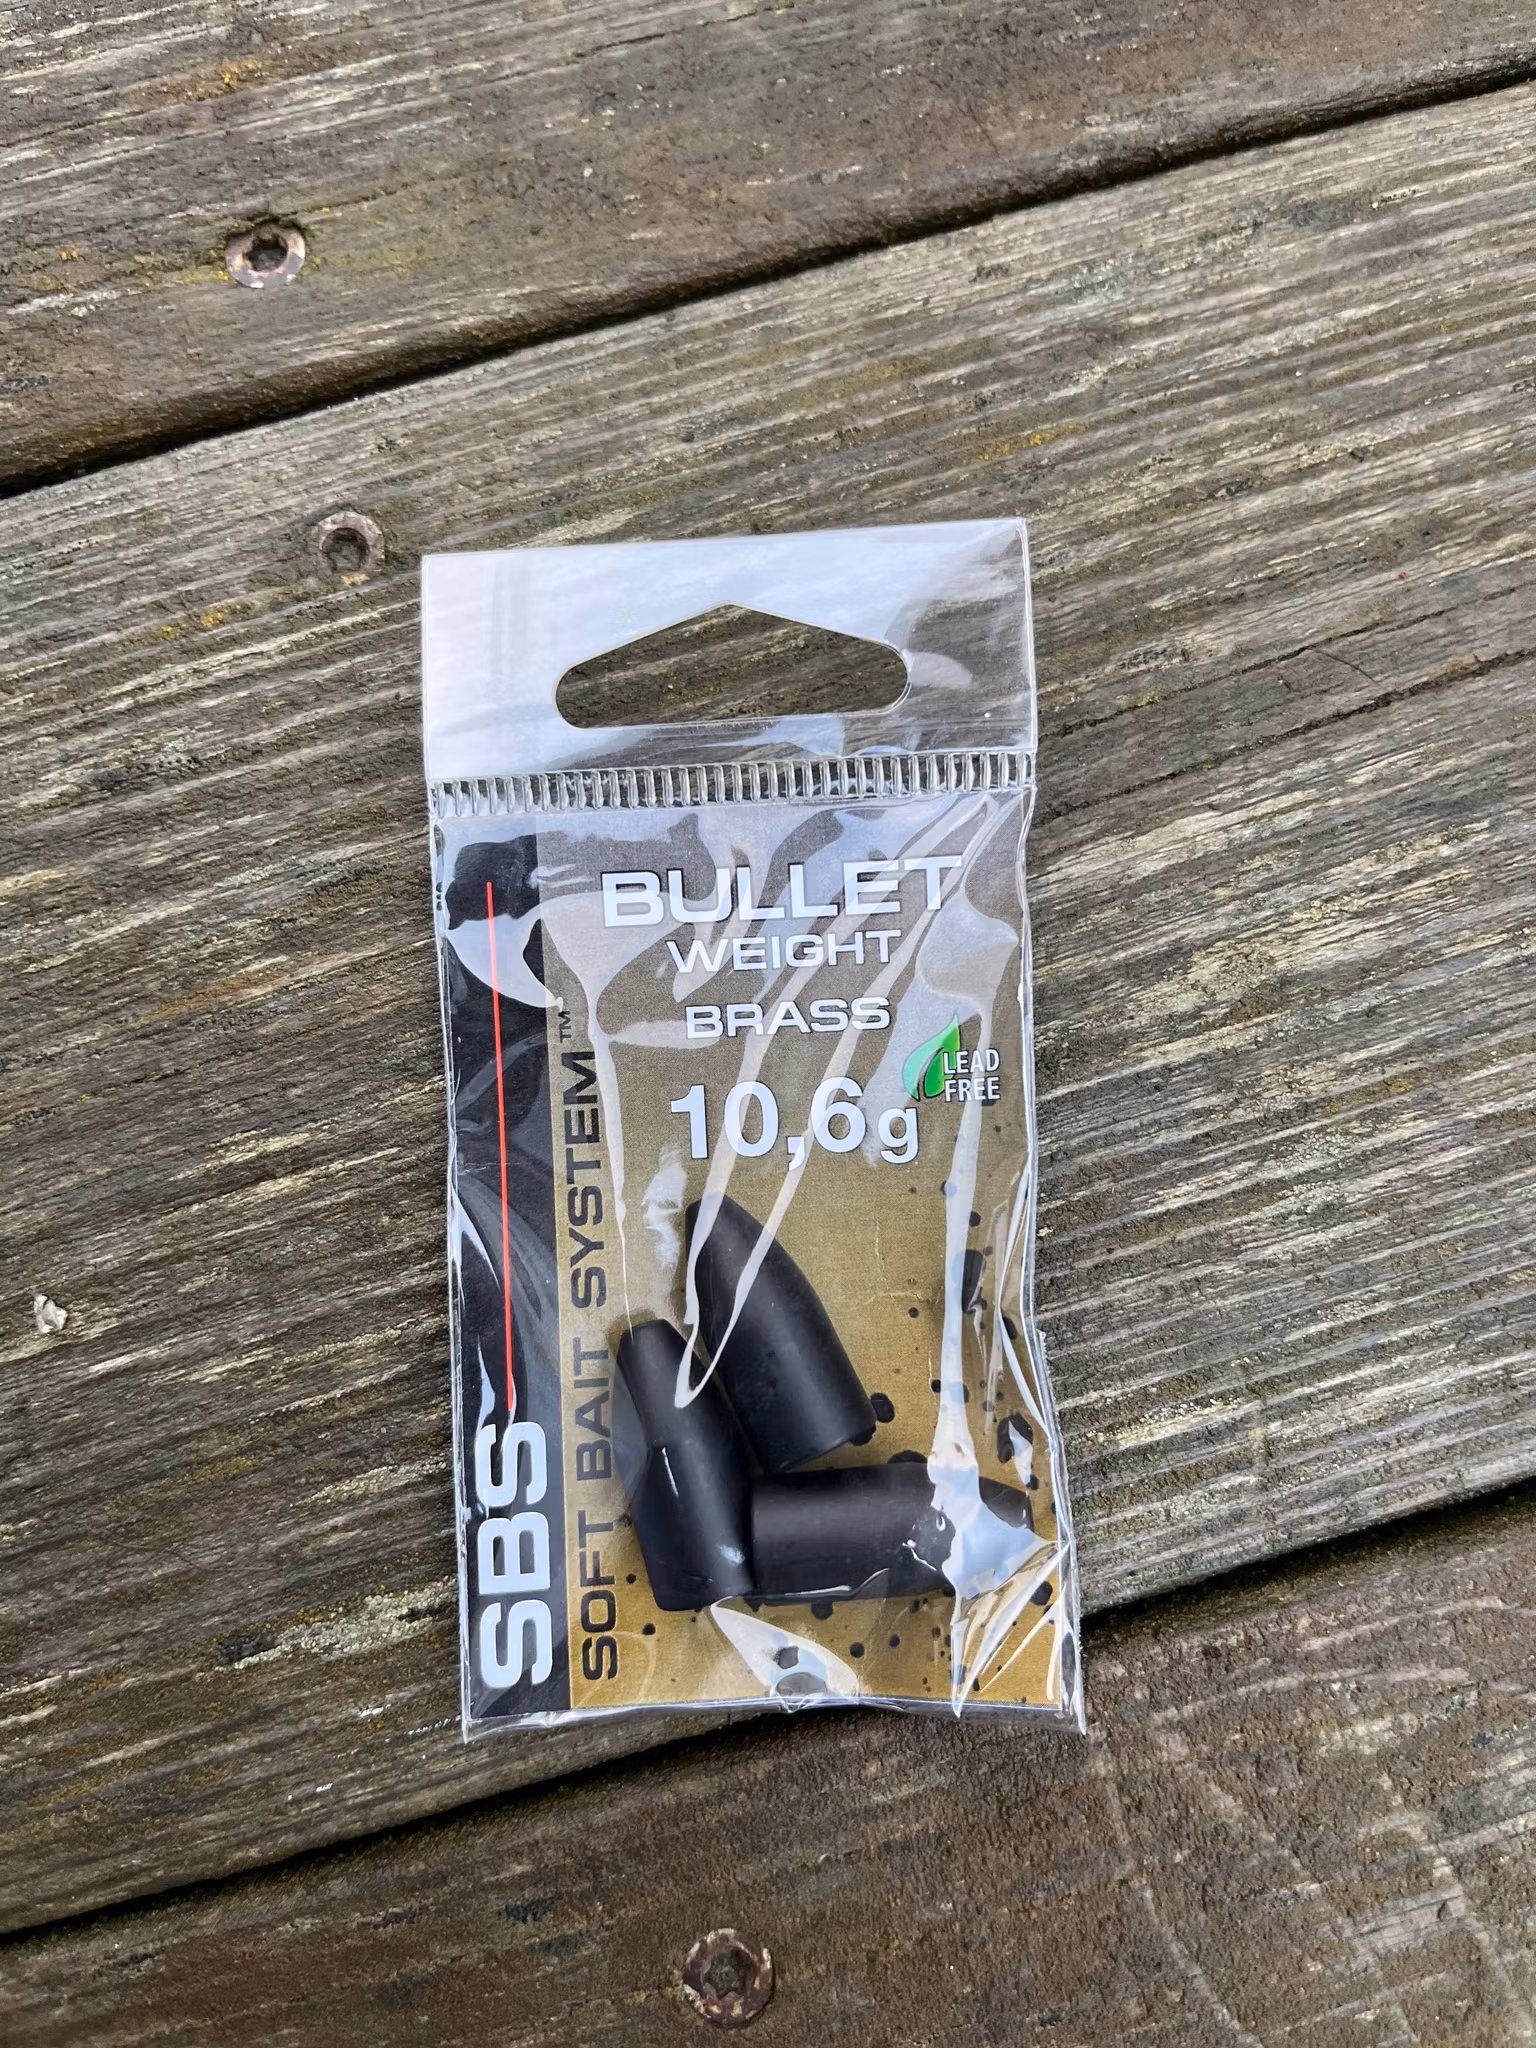 BULLET
WEIGHT
BRASS
LEAD
FREE
10,6g
SBS
SOFT BAIT SYSTEM™